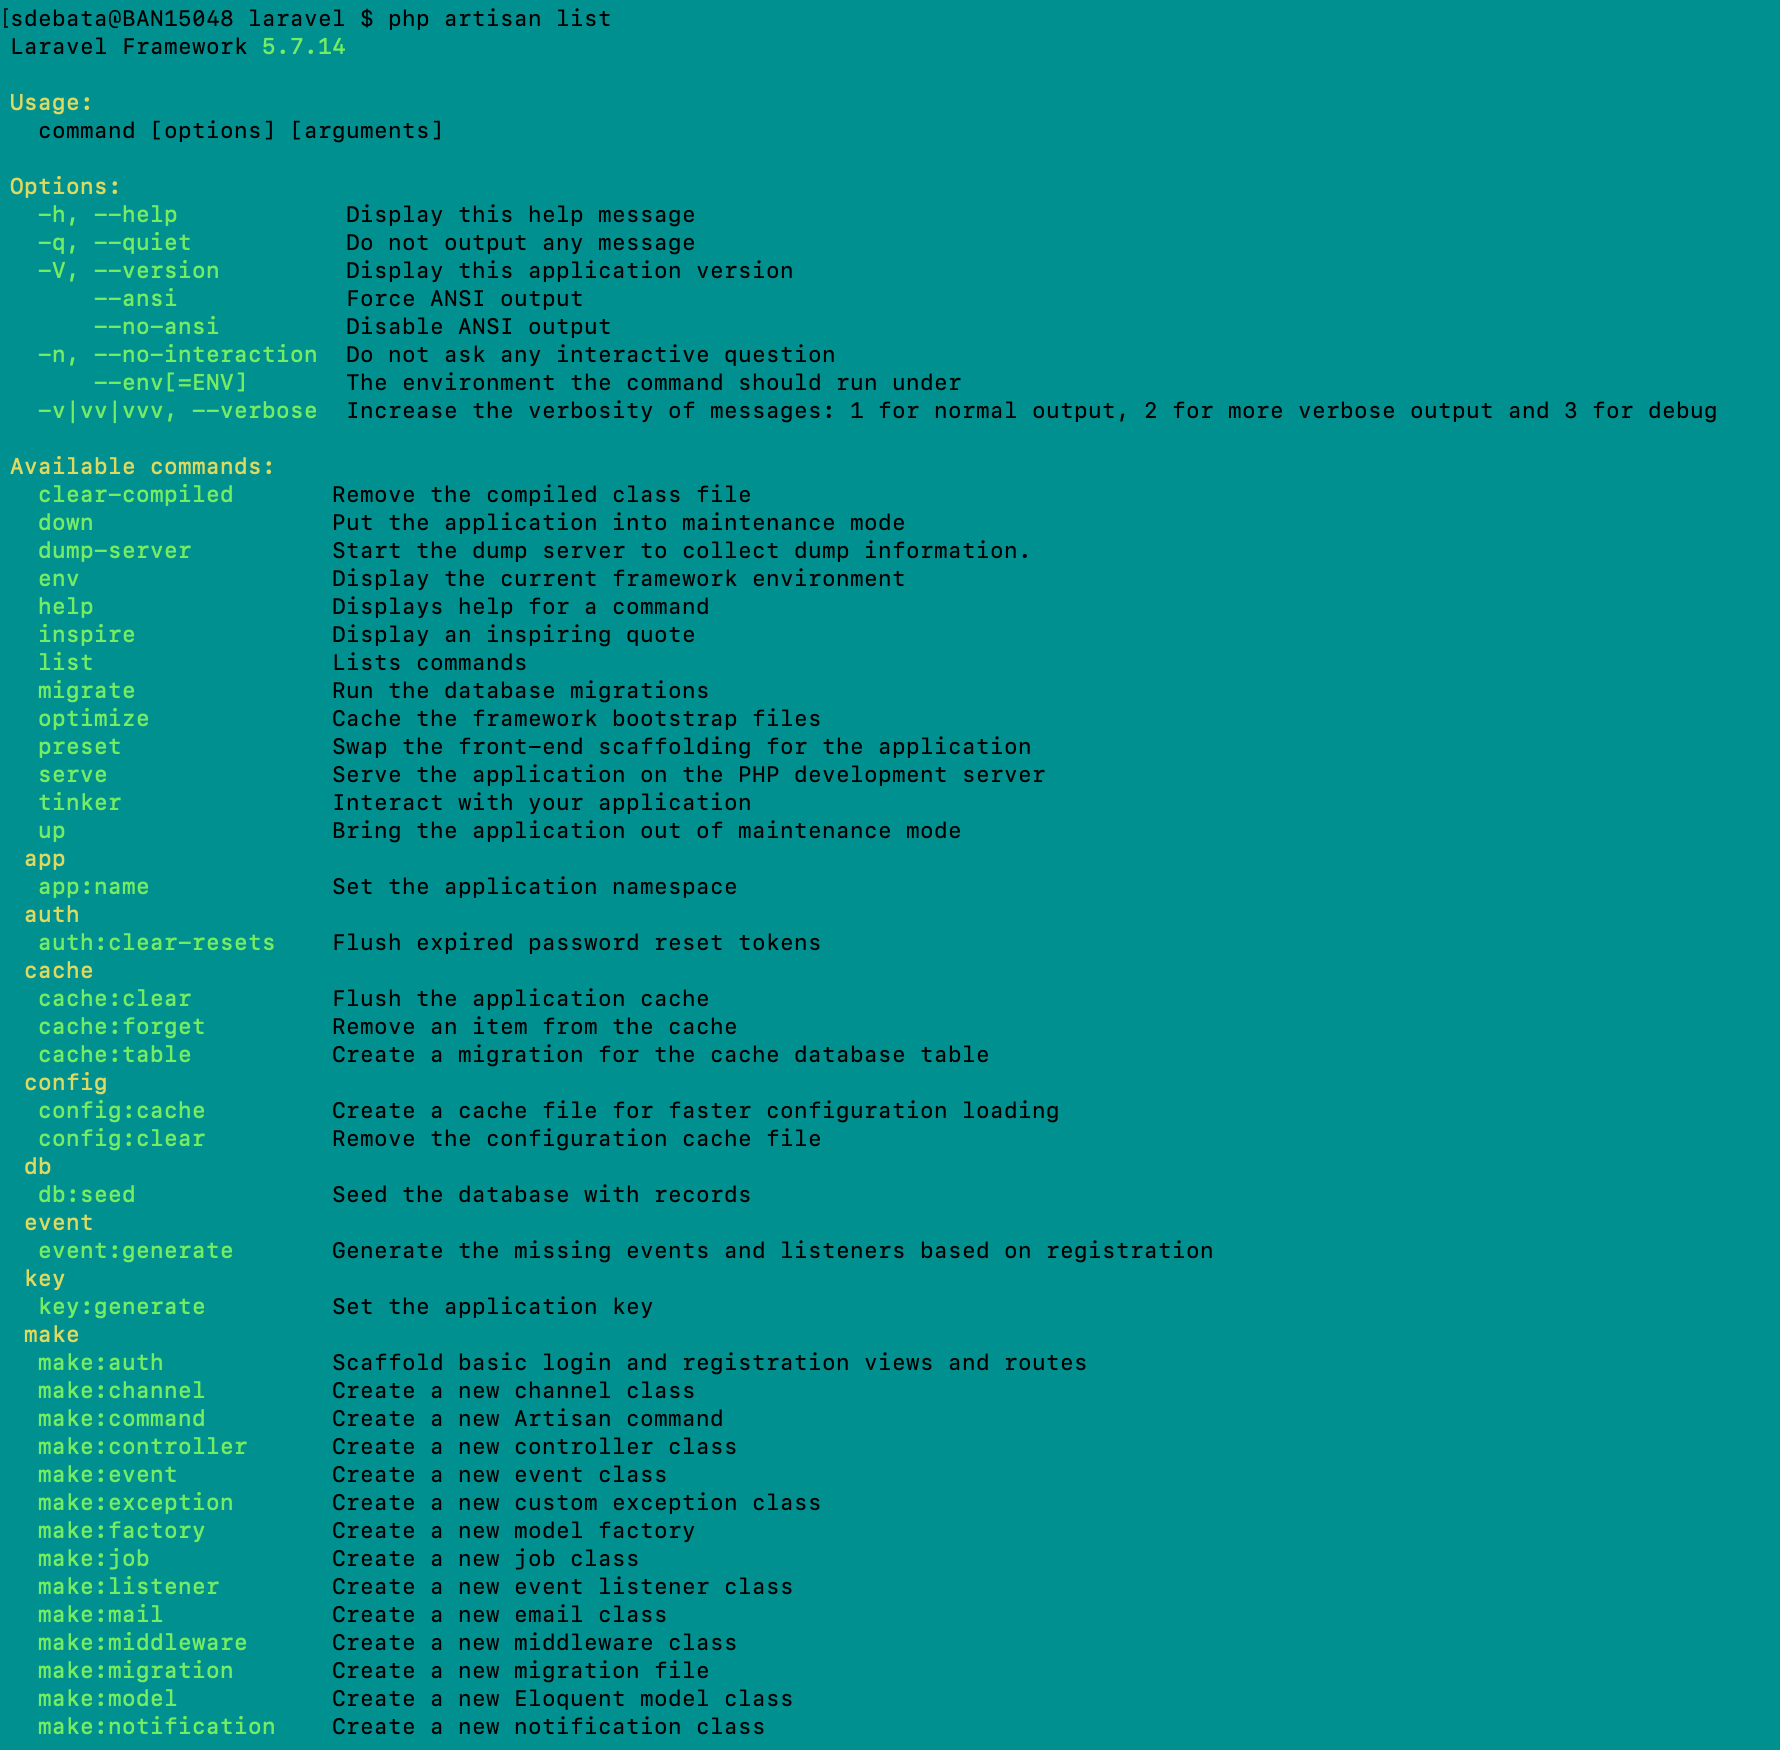 [sdebata@BAN15048 laravel $ php artisan list
Laravel Framework 5.7.14
Usage:
command [options] [arguments]
Options:
-h, --help Display this help message
-q, --quiet Do not output any message
-V, --version Display this application version
--ansi Force ANSI output
--no-ansi Disable ANSI output
-n, --no-interaction Do not ask any interactive question
--env[=ENV] The environment the command should run under
-v|vv|vvv, --verbose Increase the verbosity of messages: 1 for normal output, 2 for more verbose output and 3 for debug
Available commands:
clear-compiled Remove the compiled class file
down Put the application into maintenance mode
dump-server Start the dump server to collect dump information.
env Display the current framework environment
help Displays help for a command
inspire Display an inspiring quote
list Lists commands
migrate Run the database migrations
optimize Cache the framework bootstrap files
preset Swap the front-end scaffolding for the application
serve Serve the application on the PHP development server
tinker Interact with your application
up Bring the application out of maintenance mode
app
app:name Set the application namespace
auth
auth:clear-resets Flush expired password reset tokens
cache
cache:clear Flush the application cache
cache:forget Remove an item from the cache
cache:table Create a migration for the cache database table
config
config:cache Create a cache file for faster configuration loading
config:clear Remove the configuration cache file
db
db:seed Seed the database with records
event
event:generate Generate the missing events and listeners based on registration
key
key:generate Set the application key
make
make:auth Scaffold basic login and registration views and routes
make:channel Create a new channel class
make:command Create a new Artisan command
make:controller Create a new controller class
make:event Create a new event class
make:exception Create a new custom exception class
make:factory Create a new model factory
make:job Create a new job class
make:listener Create a new event listener class
make:mail Create a new email class
make:middleware Create a new middleware class
make:migration Create a new migration file
make:model Create a new Eloquent model class
make:notification Create a new notification class